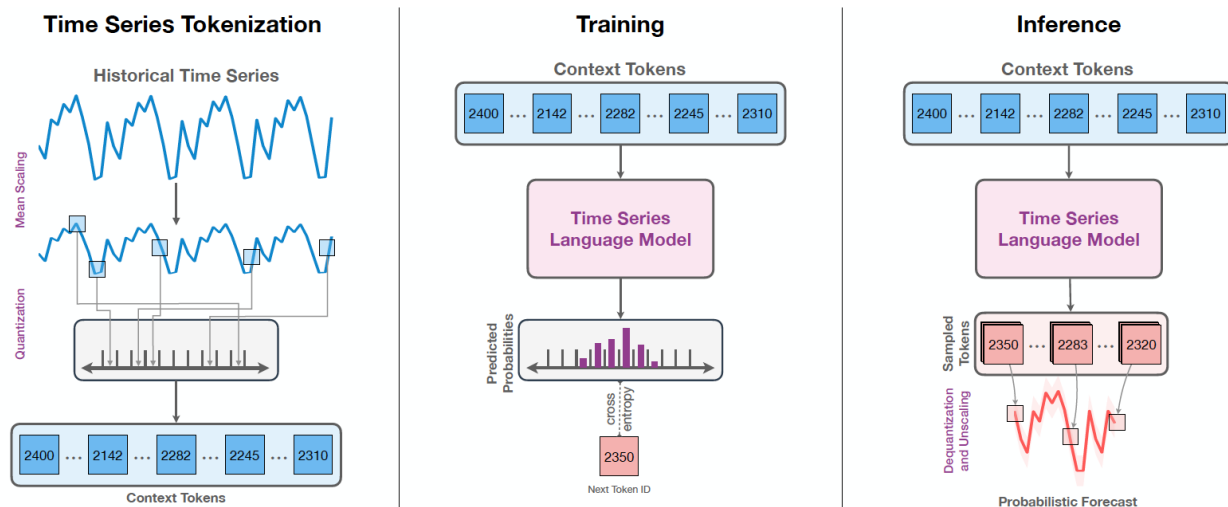 Time Series Tokenization
Historical Time Series
Mean Scaling
Quantization
2400 ... 2142 ... 2282 ... 2245 ... 2310
Context Tokens
Training
Context Tokens
2400 ... 2142 ... 2282 ... 2245 ... 2310
Time Series
Language Model
Predicted
Probabilities
cross
entropy
2350
Next Token ID
Inference
Context Tokens
2400 ... 2142 ... 2282 ... 2245 ... 2310
Time Series
Language Model
Sampled
Tokens
2350 ... 2283 ... 2320
Dequantization
and Unscaling
Probabilistic Forecast